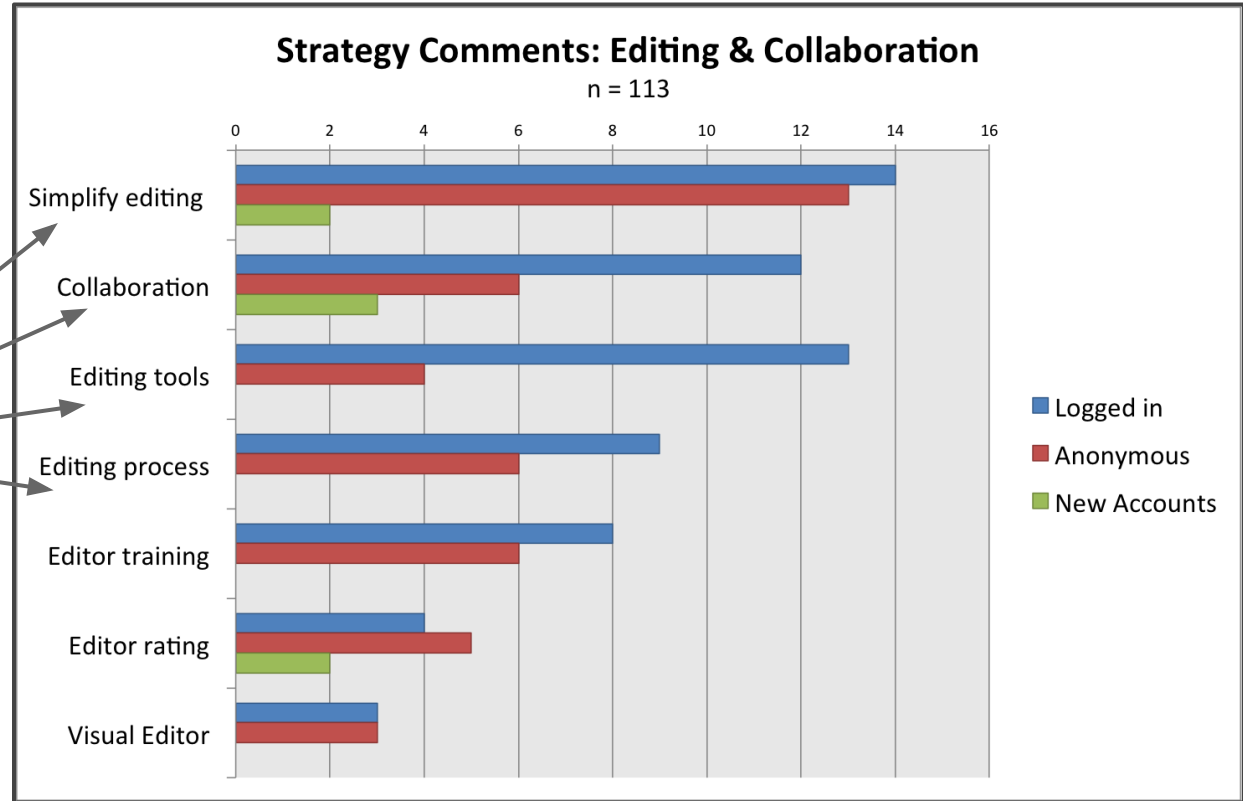 Strategy Comments: Editing & Collaboration
n = 113
0 2 4 6 8 10 12 14 16
Simplify editing
Collaboration
Editing tools
Editing process
Editor training
Editor rating
Visual Editor
Logged in
Anonymous
New Accounts